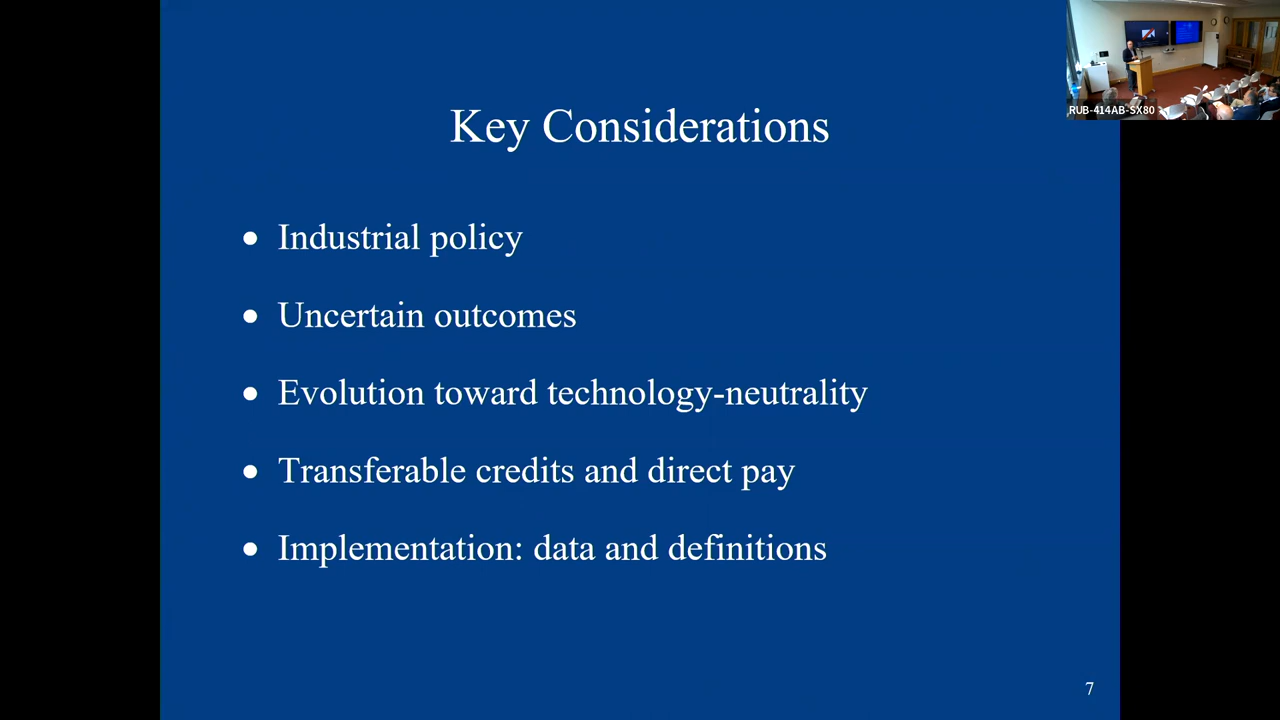 RUB-414AB-SX80
Key Considerations
• Industrial policy
• Uncertain outcomes
• Evolution toward technology-neutrality
• Transferable credits and direct pay
• Implementation: data and definitions
7